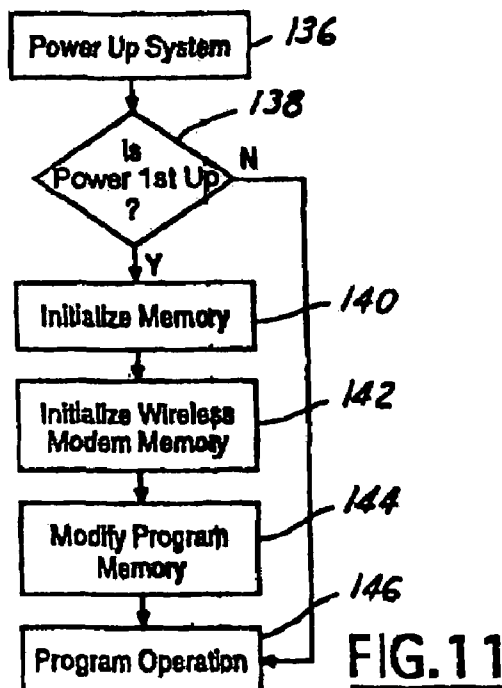 Power Up System
136
138
Is
Power 1st Up
?
N
Y
Initialize Memory
140
Initialize Wireless
Modem Memory
142
Modify Program
Memory
144
146
Program Operation
FIG.11